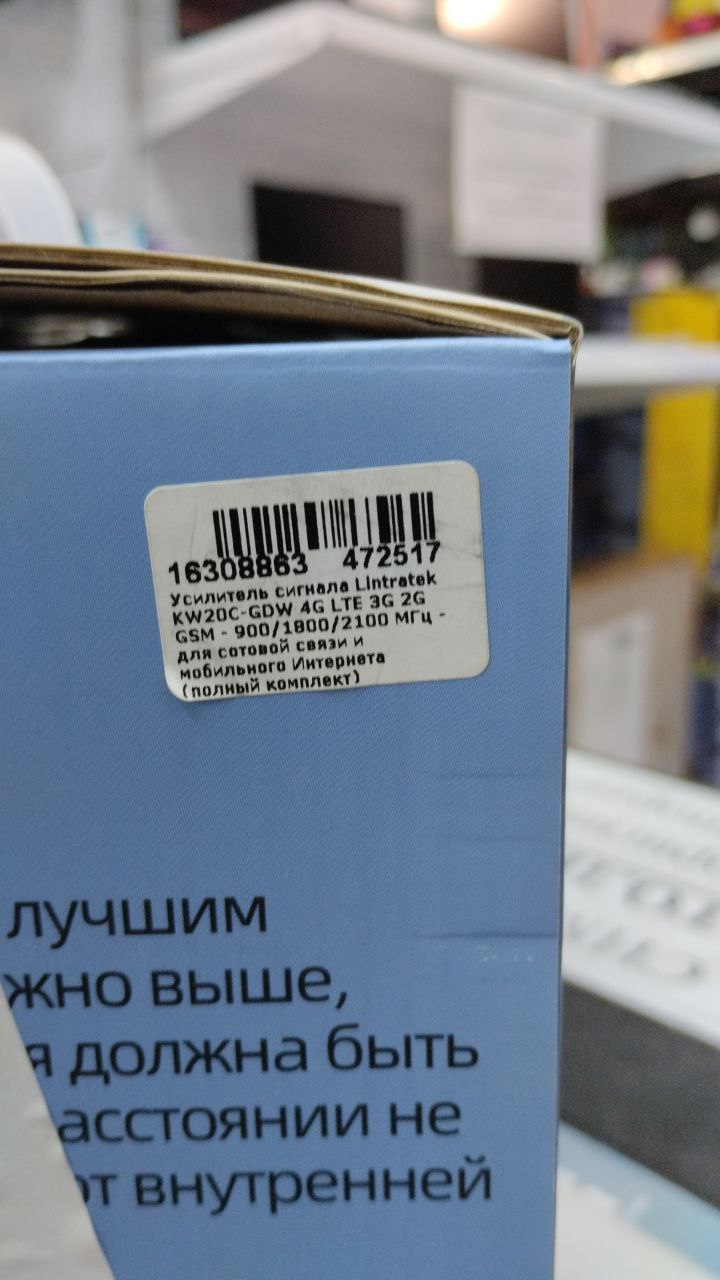 16308863 472517
Усилитель сигнала Lintratek
KW20C-GDW 4G LTE 3G 2G
GSM - 900/1800/2100 МГц -
для сотовой связи и
мобильного Интернета
(полный комплект)
лучшим
жно выше,
я должна быть
асстоянии не
от внутренней